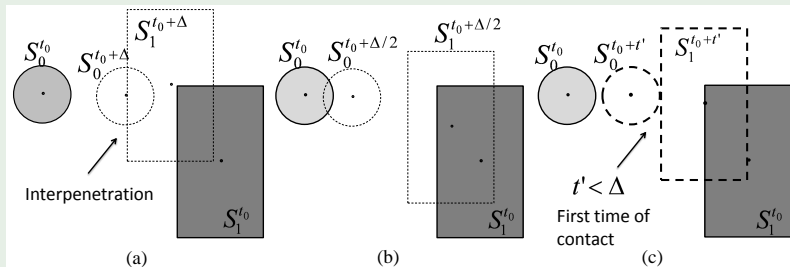 S_0^{t_0}
S_0^{t_0+Δ}
S_1^{t_0+Δ}
Interpenetration
S_1^{t_0}
(a)
S_0^{t_0}
S_0^{t_0+Δ/2}
S_1^{t_0+Δ/2}
S_1^{t_0}
(b)
S_0^{t_0}
S_0^{t_0+t'}
S_1^{t_0+t'}
t' < Δ
First time of
contact
S_1^{t_0}
(c)